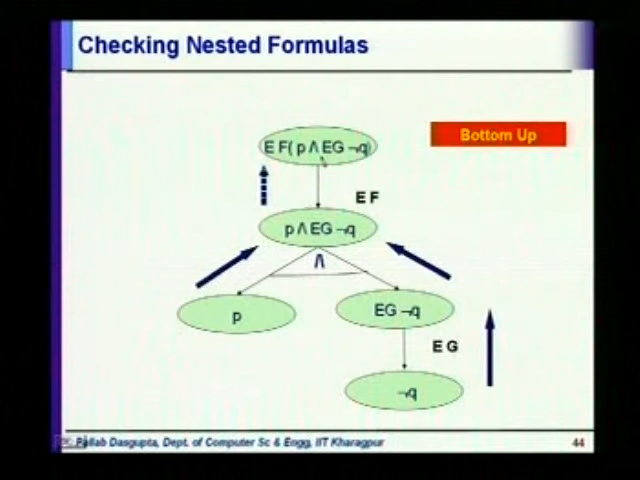 Checking Nested Formulas
Bottom Up
E F( p Λ EG ¬q)
E F
p Λ EG ¬q
Λ
p
EG ¬q
E G
¬q
Pallab Dasgupta, Dept. of Computer Sc & Engg, IIT Kharagpur
44